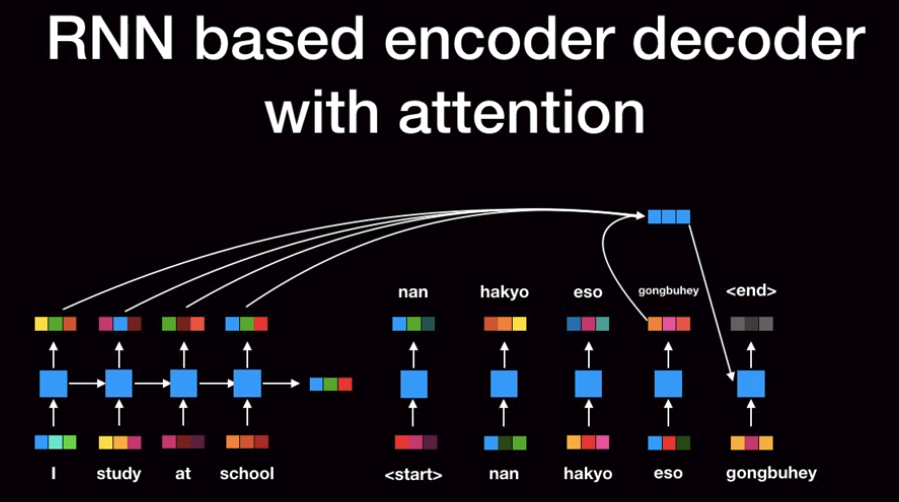 RNN based encoder decoder
with attention
nan hakyo eso gongbuhey <end>
I study at school <start> nan hakyo eso gongbuhey